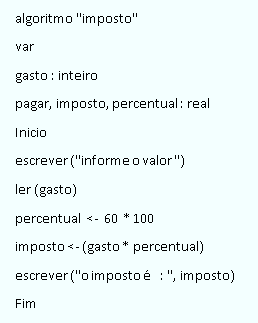 algoritmo "imposto"
var
gasto : inteiro
pagar, imposto, percentual : real
Inicio
escrever ("informe o valor ")
ler (gasto)
percentual <- 60 * 100
imposto <- (gasto * percentual)
escrever ("o imposto é : ", imposto)
Fim